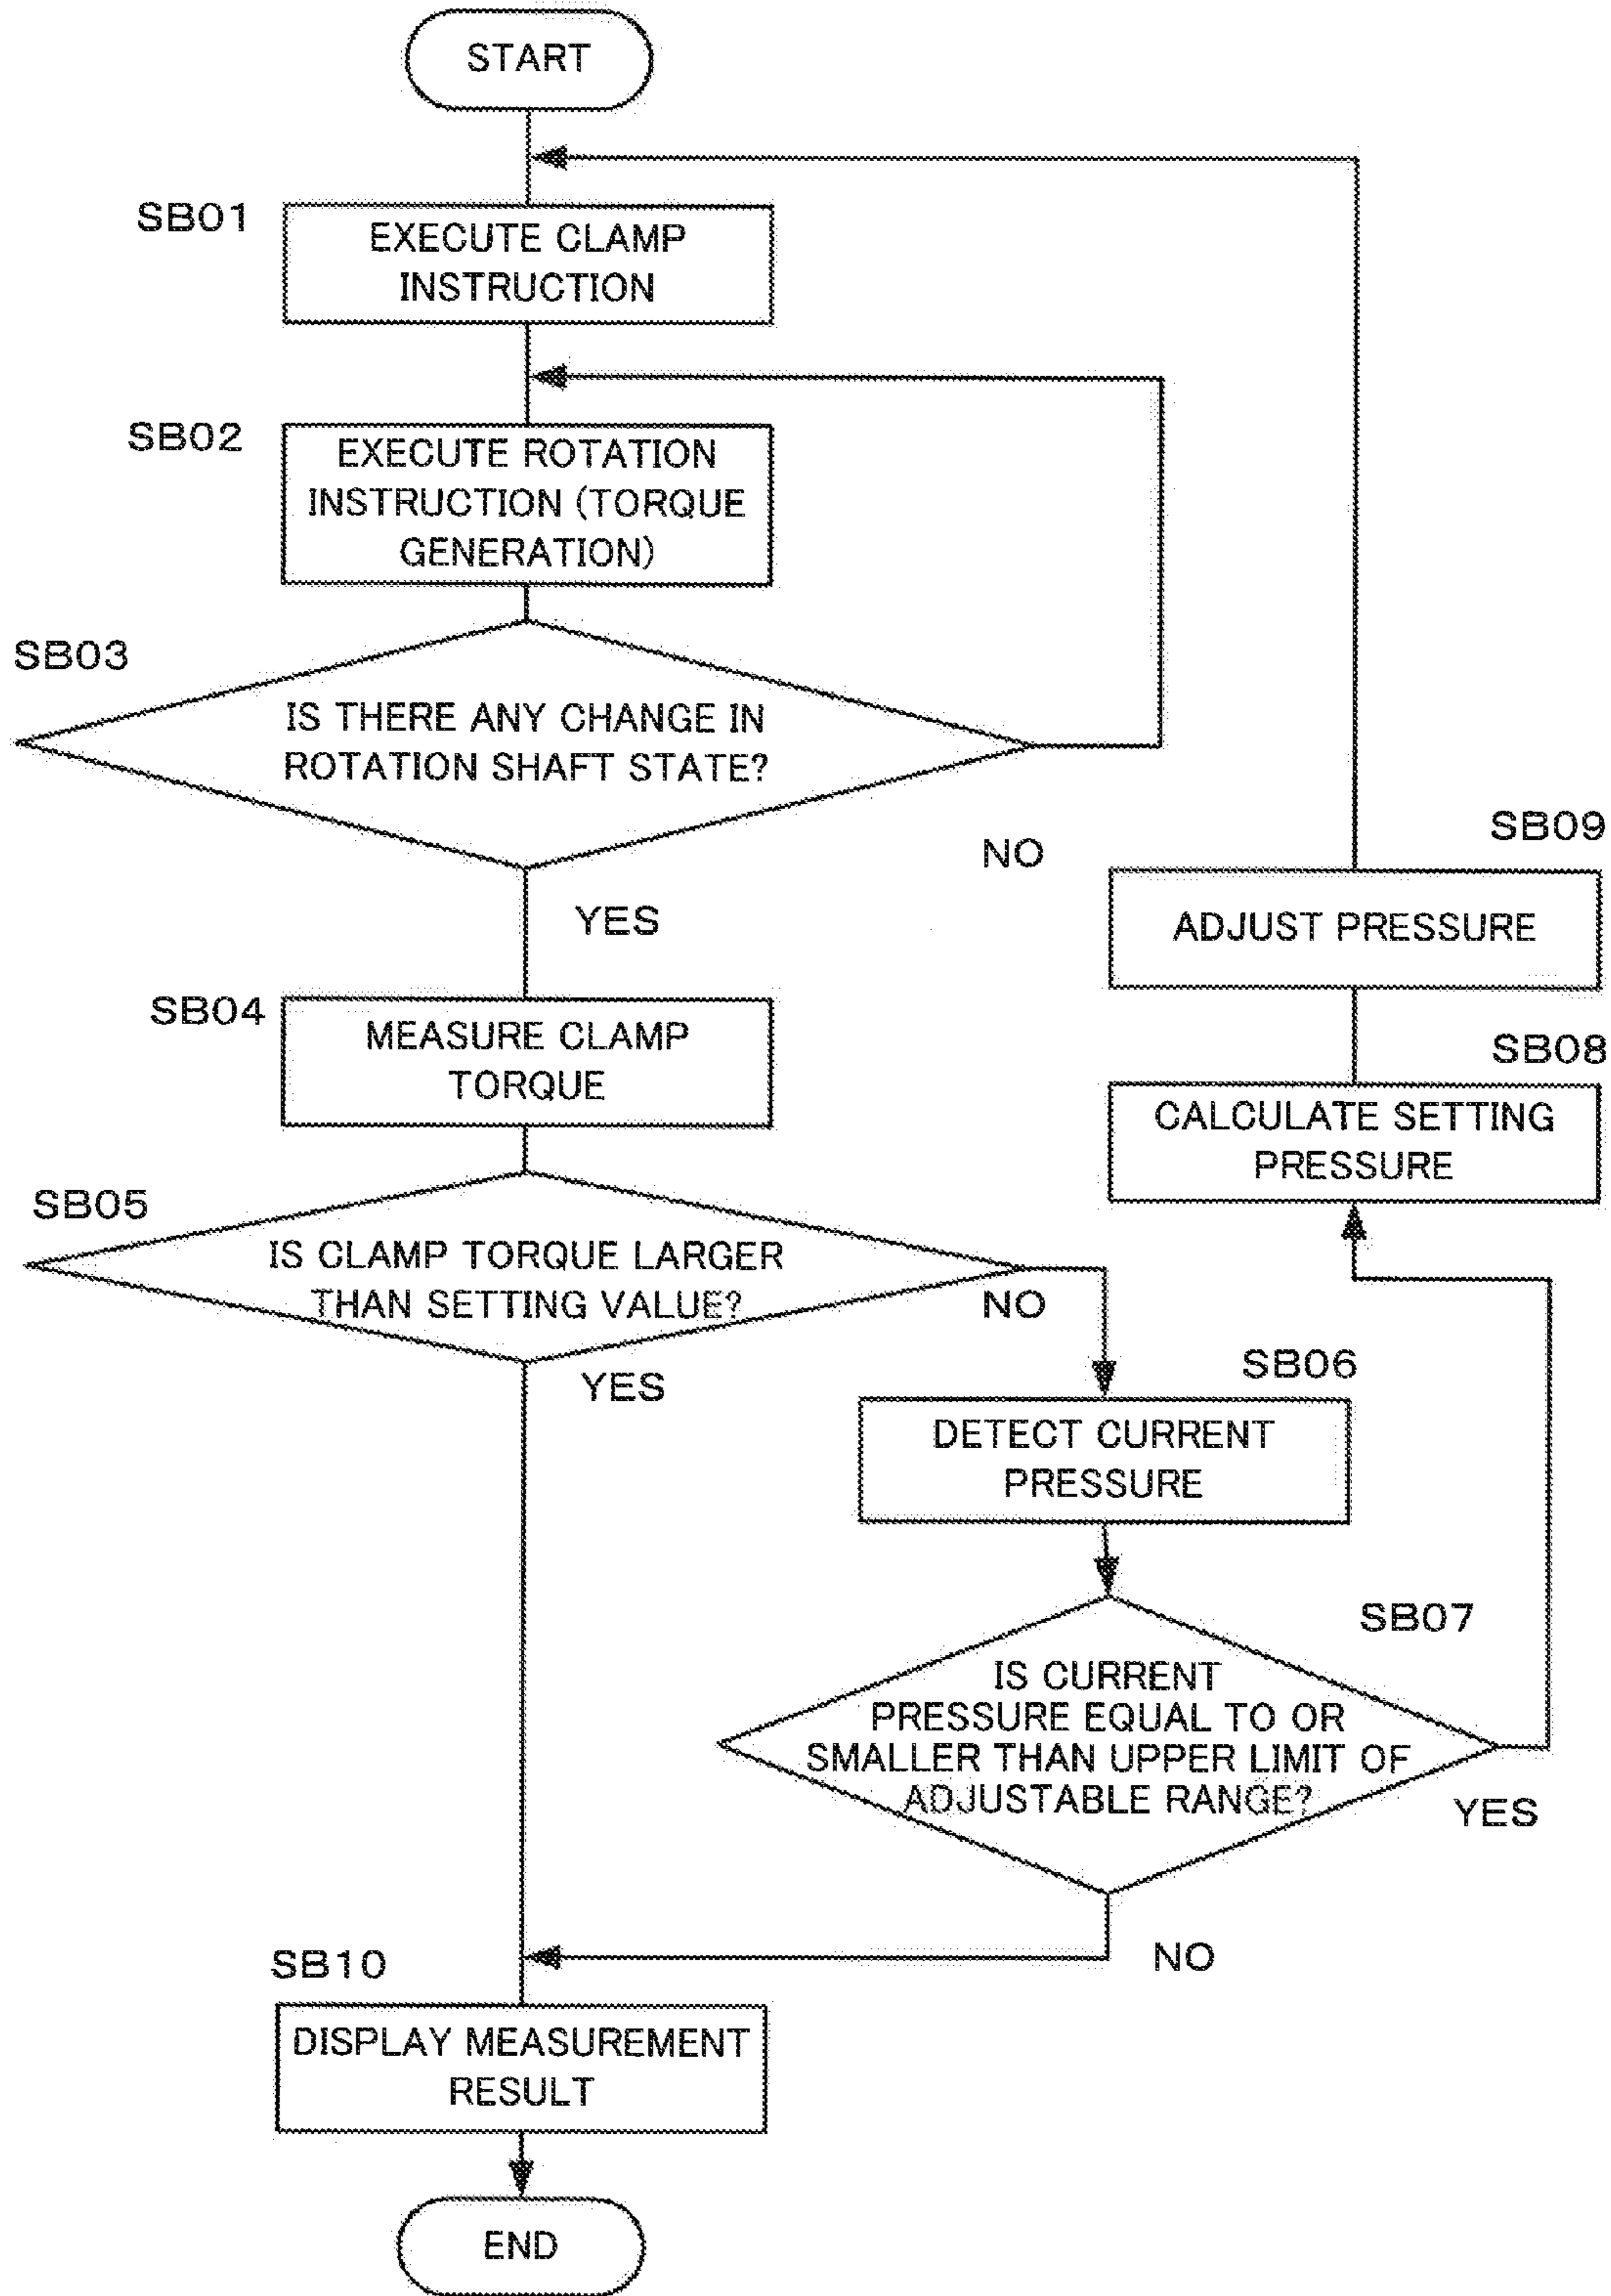 START
SB01
EXECUTE CLAMP
INSTRUCTION
SB02
EXECUTE ROTATION
INSTRUCTION (TORQUE
GENERATION)
SB03
IS THERE ANY CHANGE IN
ROTATION SHAFT STATE?
NO
YES
SB04
MEASURE CLAMP
TORQUE
SB05
IS CLAMP TORQUE LARGER
THAN SETTING VALUE?
NO
YES
SB06
DETECT CURRENT
PRESSURE
SB07
IS CURRENT
PRESSURE EQUAL TO OR
SMALLER THAN UPPER LIMIT OF
ADJUSTABLE RANGE?
YES
NO
SB08
CALCULATE SETTING
PRESSURE
SB09
ADJUST PRESSURE
SB10
DISPLAY MEASUREMENT
RESULT
END